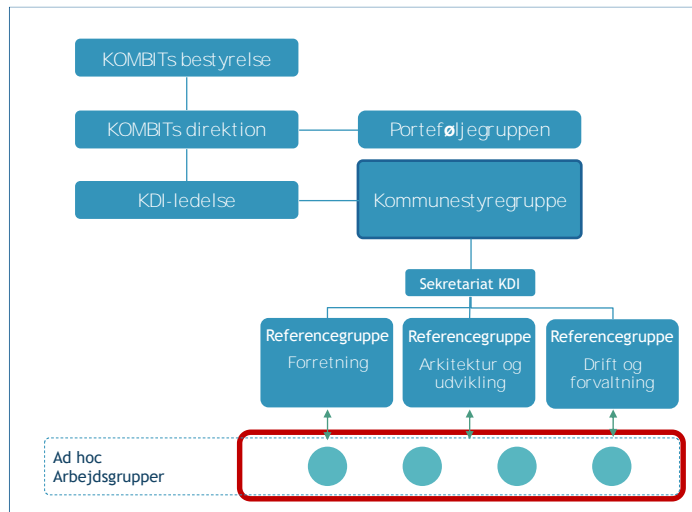 KOMBITs bestyrelse
KOMBITs direktion
Porteføljegruppen
KDI-ledelse
Kommunestyregruppe
Sekretariat KDI
Referencegruppe
Forretning
Referencegruppe
Arkitektur og
udvikling
Referencegruppe
Drift og
forvaltning
Ad hoc
Arbejdsgrupper